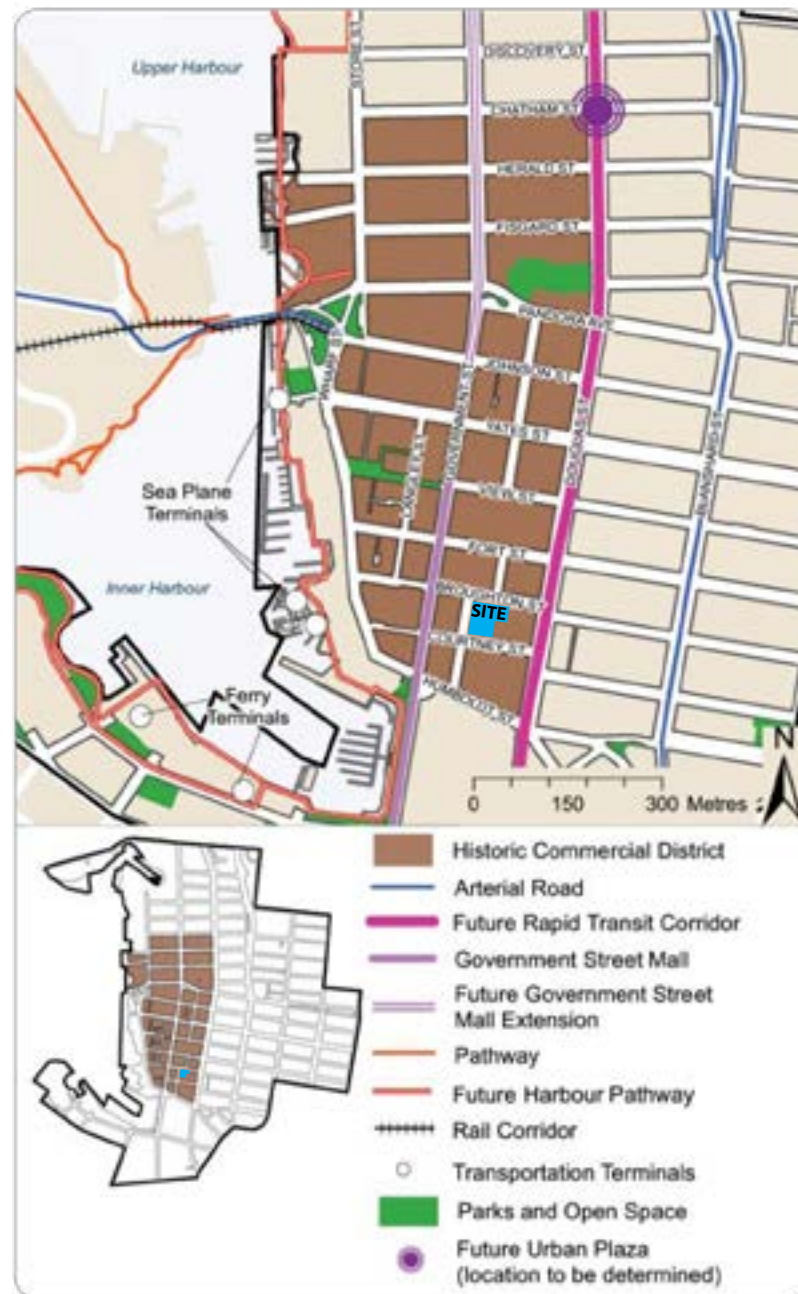 Upper Harbour
STORE ST
DISCOVERY ST
CHATHAM ST
HERALD ST
FISGARD ST
PANDORA AVE
WHARF ST
JOHNSON ST
GOVERNMENT ST
DOUGLAS ST
BLANSHARD ST
YATES ST
LANGLEY ST
VIEW ST
Sea Plane
Terminals
FORT ST
Inner Harbour
BROUGHTON ST
SITE
COURTNEY ST
HUMBOLDT ST
Ferry
Terminals
N
0 150 300 Metres
Historic Commercial District
Arterial Road
Future Rapid Transit Corridor
Government Street Mall
Future Government Street
Mall Extension
Pathway
Future Harbour Pathway
Rail Corridor
Transportation Terminals
Parks and Open Space
Future Urban Plaza
(location to be determined)